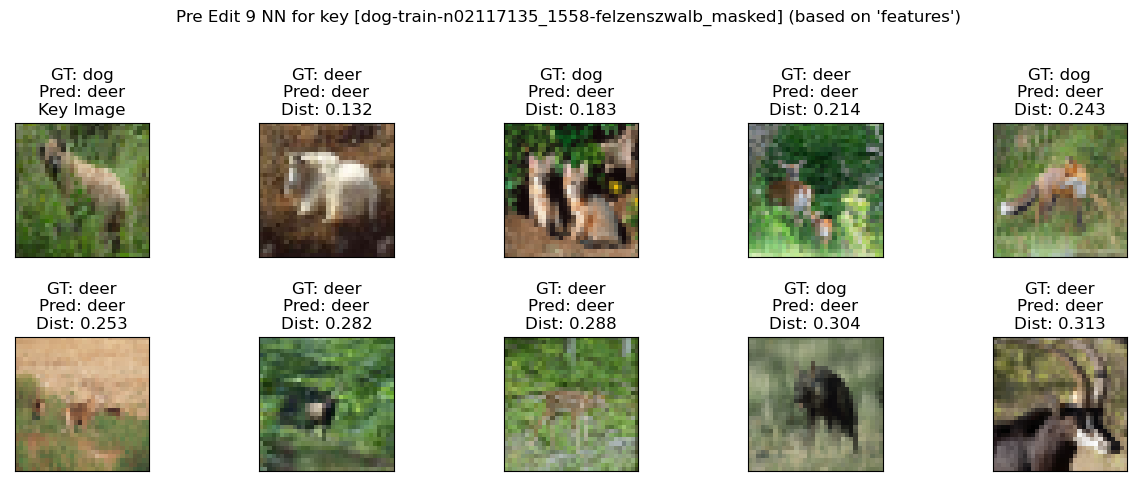 Pre Edit 9 NN for key [dog-train-n02117135_1558-felzenszwalb_masked] (based on 'features')
GT: dog
Pred: deer
Key Image
GT: deer
Pred: deer
Dist: 0.132
GT: dog
Pred: deer
Dist: 0.183
GT: deer
Pred: deer
Dist: 0.214
GT: dog
Pred: deer
Dist: 0.243
GT: deer
Pred: deer
Dist: 0.253
GT: deer
Pred: deer
Dist: 0.282
GT: deer
Pred: deer
Dist: 0.288
GT: dog
Pred: deer
Dist: 0.304
GT: deer
Pred: deer
Dist: 0.313